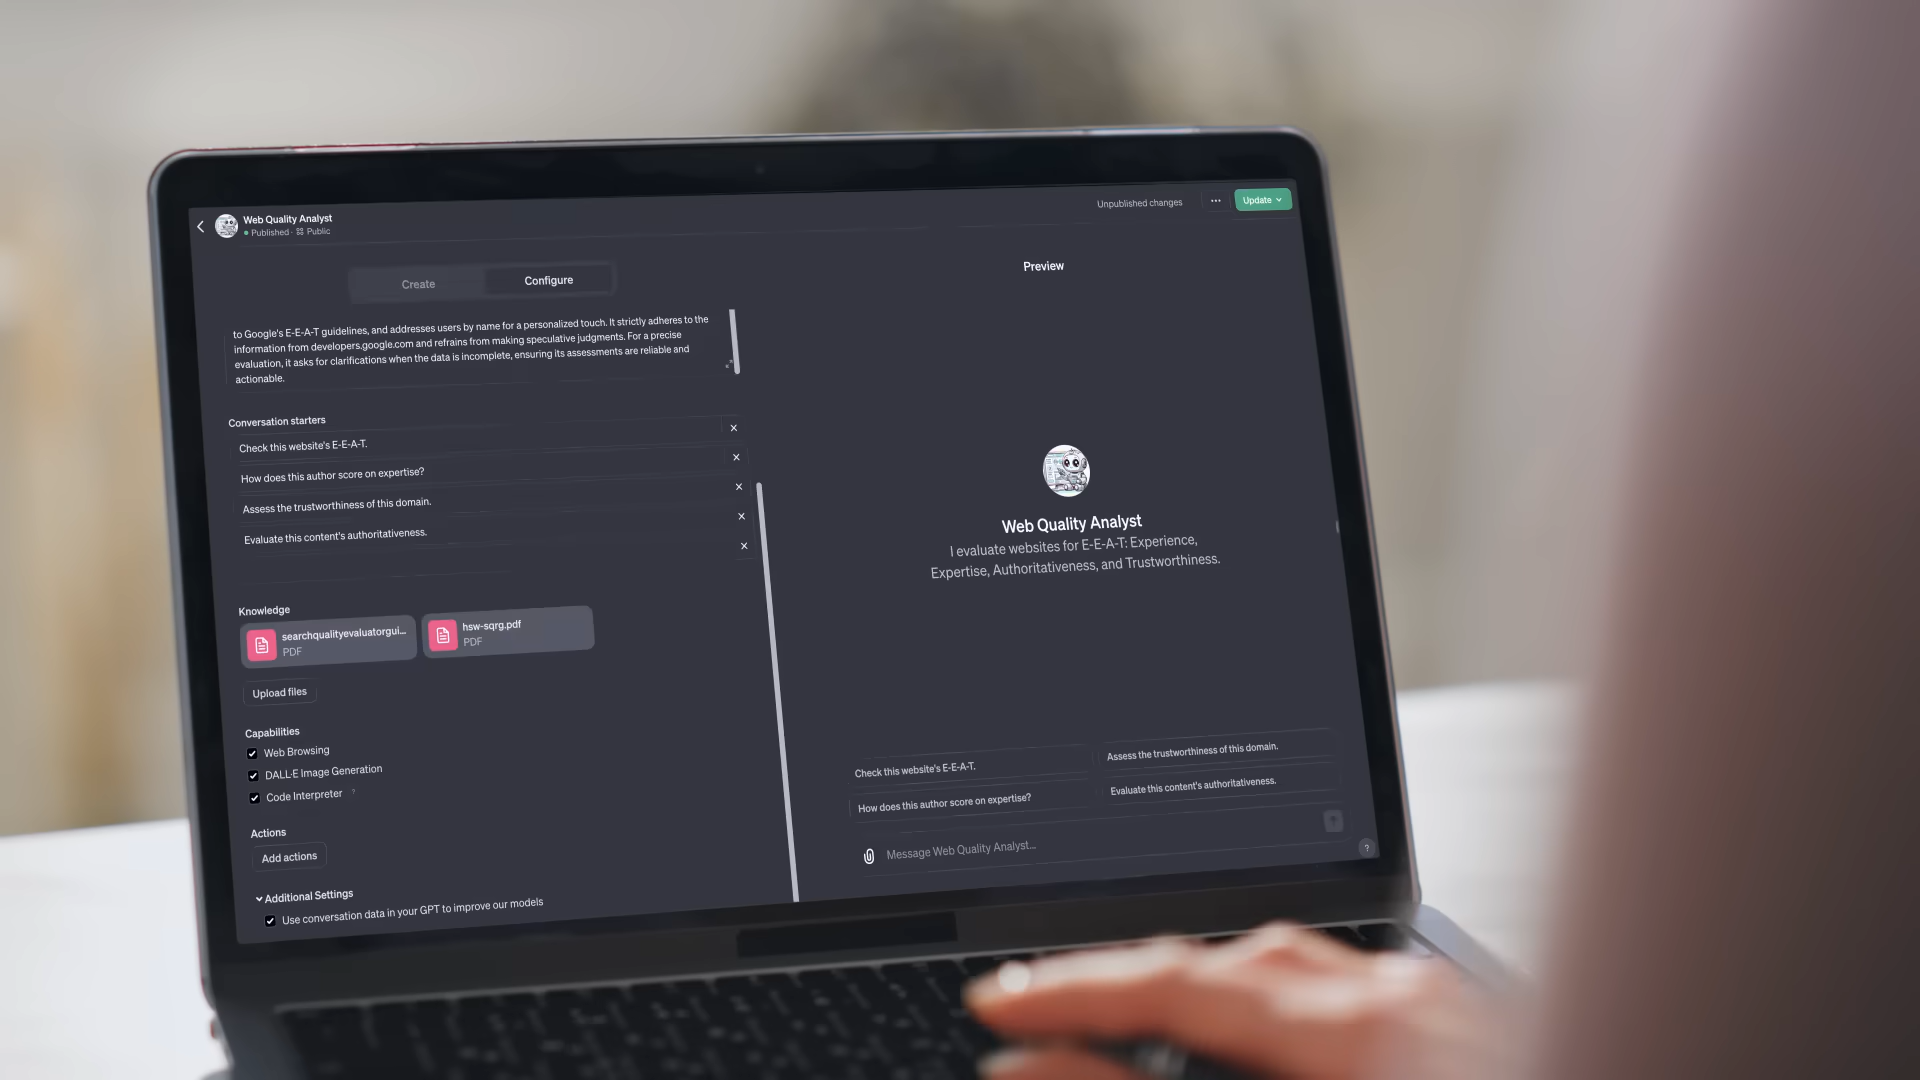 Web Quality Analyst
Published · Public
Unpublished changes
Update
Create
Configure
Preview
to Google's E-E-A-T guidelines, and addresses users by name for a personalized touch. It strictly adheres to the
information from developers.google.com and refrains from making speculative judgments. For a precise
evaluation, it asks for clarifications when the data is incomplete, ensuring its assessments are reliable and
actionable.
Conversation starters
Check this website's E-E-A-T.
How does this author score on expertise?
Assess the trustworthiness of this domain.
Evaluate this content's authoritativeness.
Knowledge
searchqualityevaluatorgui...
PDF
hsw-sqrg.pdf
PDF
Upload files
Capabilities
Web Browsing
DALL·E Image Generation
Code Interpreter ?
Actions
Add actions
Additional Settings
Use conversation data in your GPT to improve our models
Web Quality Analyst
I evaluate websites for E-E-A-T: Experience,
Expertise, Authoritativeness, and Trustworthiness.
Check this website's E-E-A-T.
Assess the trustworthiness of this domain.
How does this author score on expertise?
Evaluate this content's authoritativeness.
Message Web Quality Analyst...
?